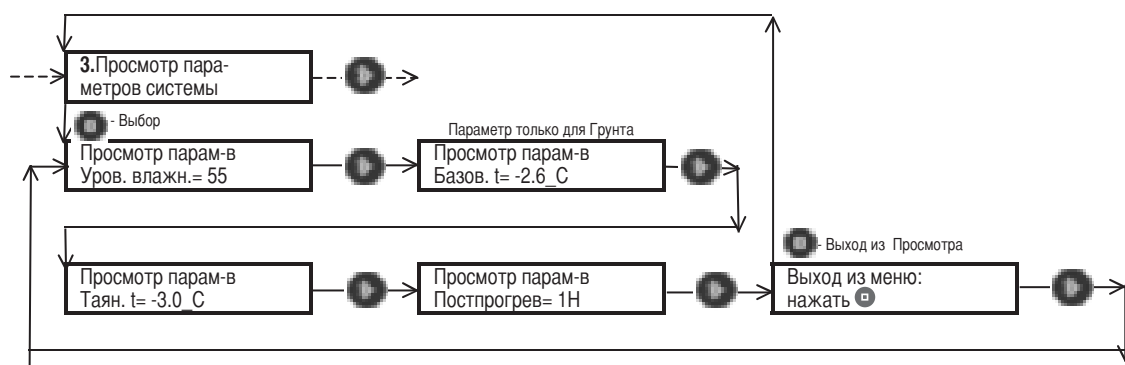 3.Просмотр пара-
метров системы
- Выбор
Параметр только для Грунта
Просмотр парам-в
Уров. влажн.= 55
Просмотр парам-в
Базов. t= -2.6_C
- Выход из Просмотра
Просмотр парам-в
Таян. t= -3.0_C
Просмотр парам-в
Постпрогрев= 1H
Выход из меню:
нажать